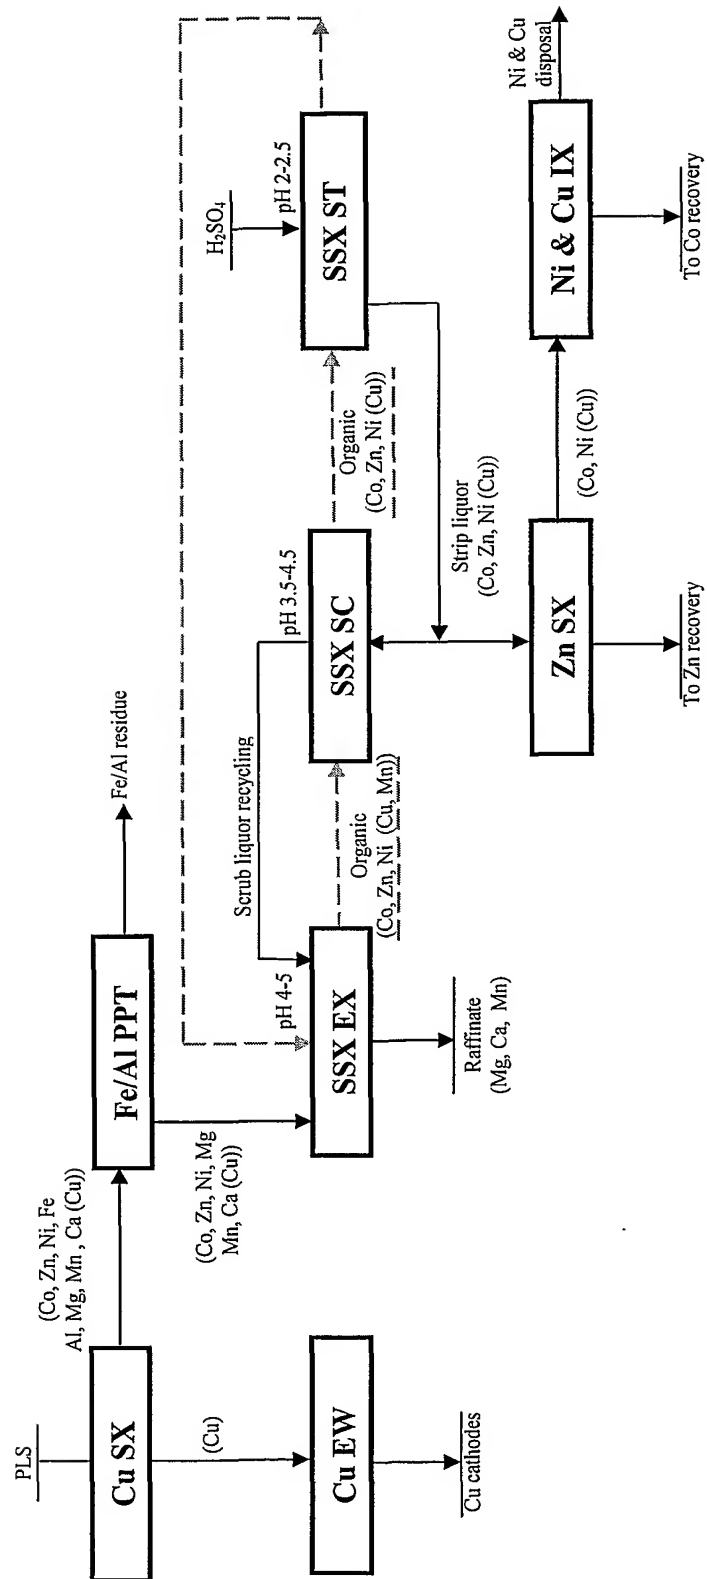 PLS
Cu SX
(Cu)
Cu EW
Cu cathodes
(Co, Zn, Ni, Fe
Al, Mg, Mn , Ca (Cu))
Fe/Al PPT
Fe/Al residue
(Co, Zn, Ni, Mg
Mn, Ca (Cu))
pH 4-5
SSX EX
Raffinate
(Mg, Ca, Mn)
Scrub liquor recycling
Organic
(Co, Zn, Ni (Cu, Mn))
pH 3.5-4.5
SSX SC
Organic
(Co, Zn, Ni (Cu))
H₂SO₄
pH 2-2.5
SSX ST
Strip liquor
(Co, Zn, Ni (Cu))
Zn SX
To Zn recovery
(Co, Ni (Cu))
Ni & Cu IX
Ni & Cu
disposal
To Co recovery